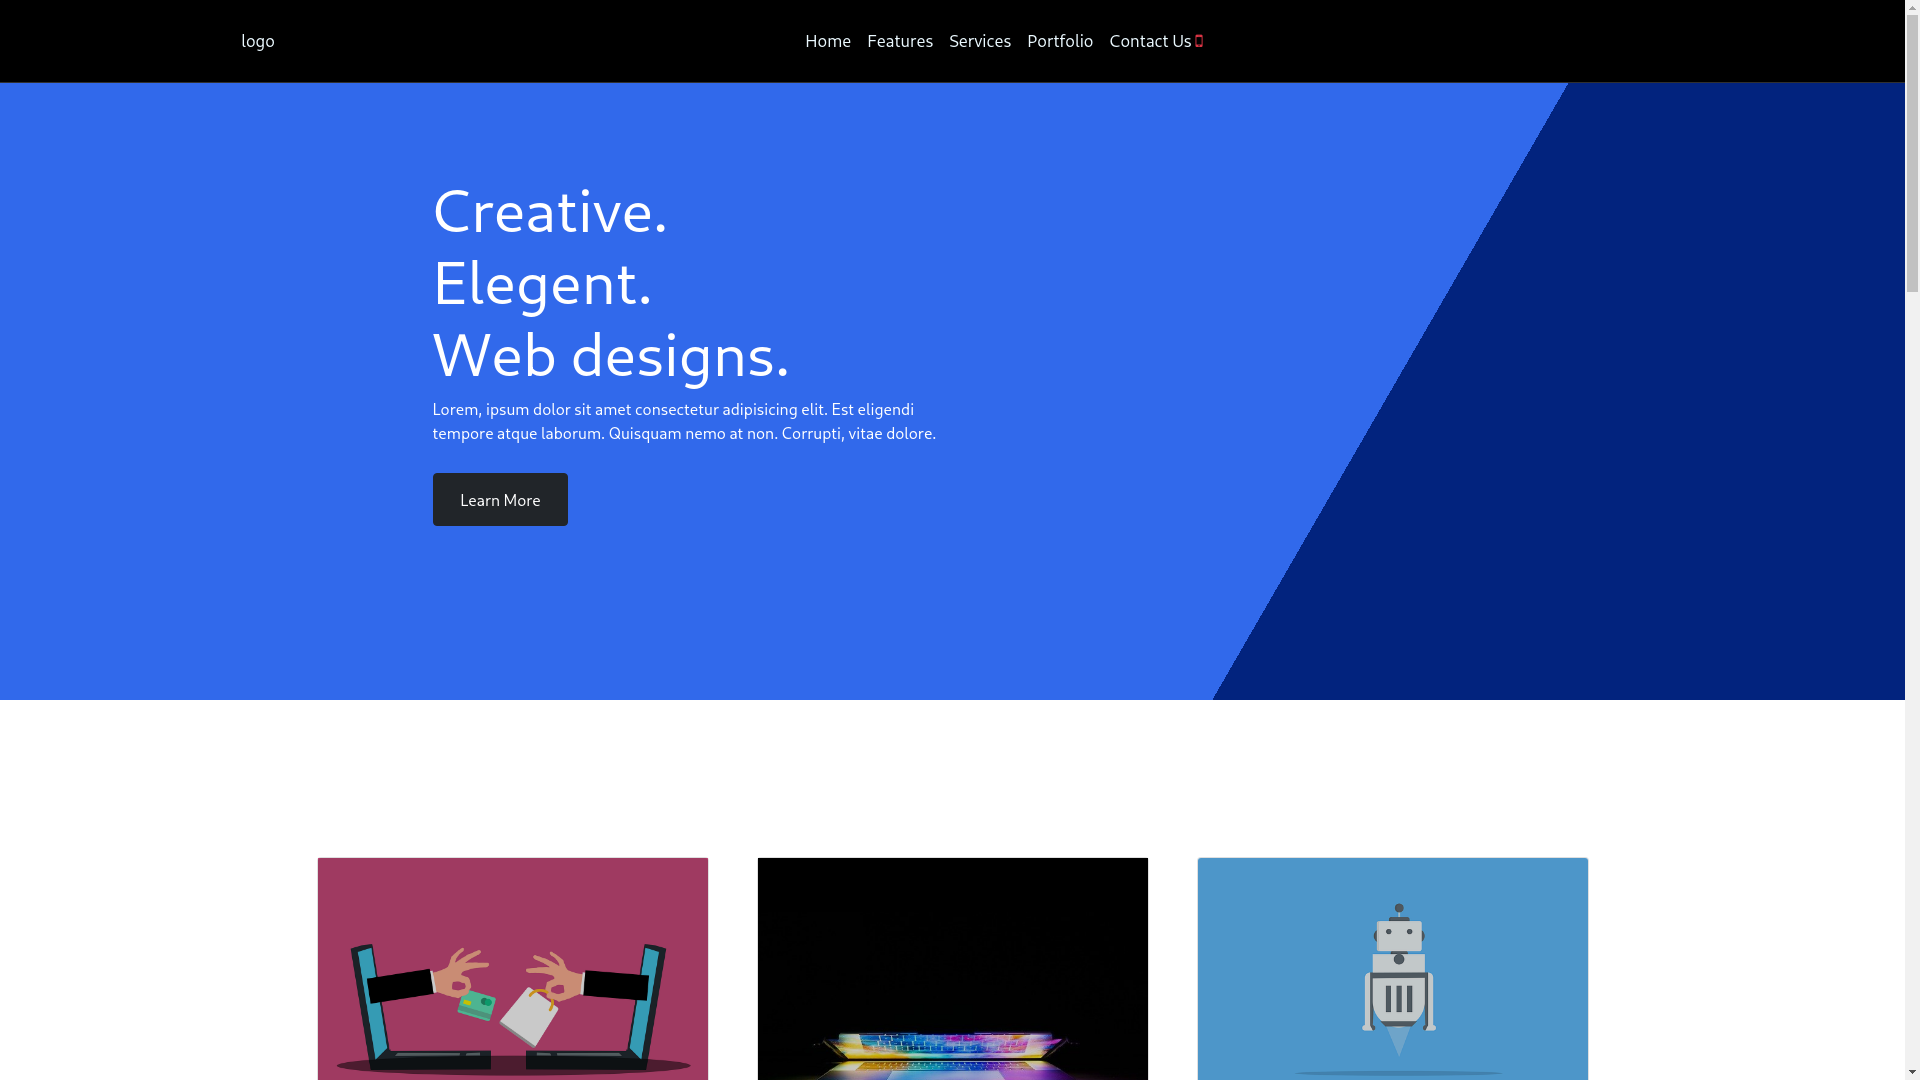 logo
Home Features Services Portfolio Contact Us
Creative.
Elegent.
Web designs.
Lorem, ipsum dolor sit amet consectetur adipisicing elit. Est eligendi
tempore atque laborum. Quisquam nemo at non. Corrupti, vitae dolore.
Learn More